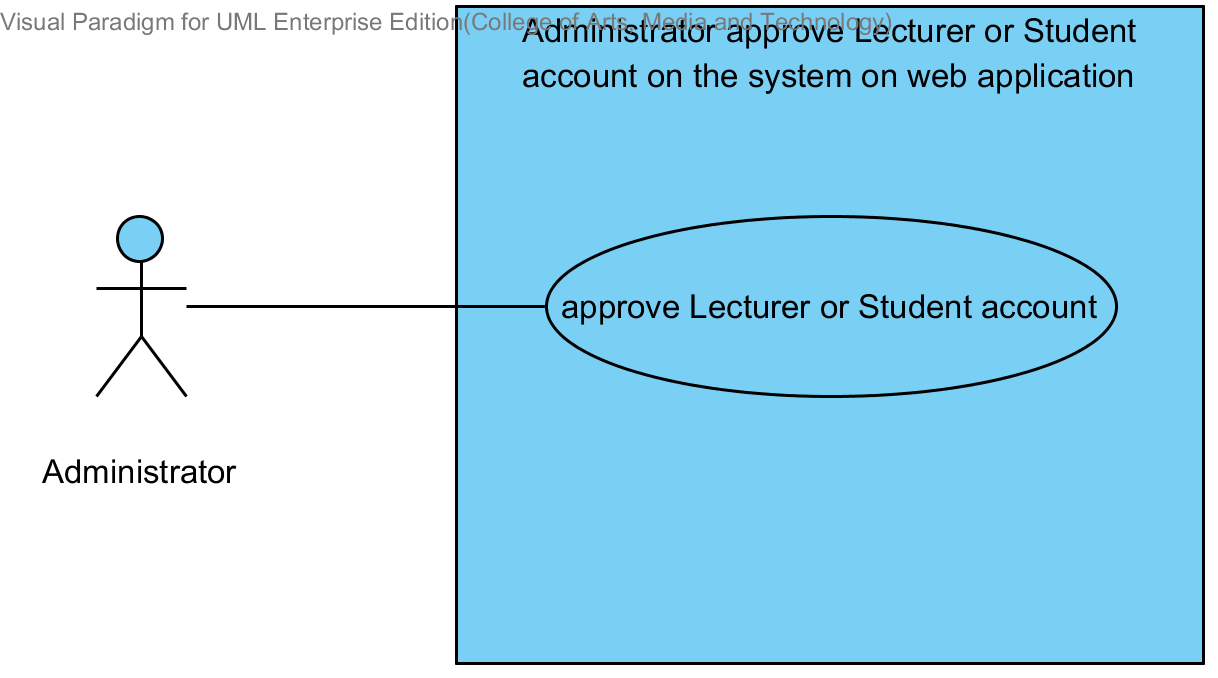 Visual Paradigm for UML Enterprise Edition(College of Arts, Media and Technology)
Administrator approve Lecturer or Student
account on the system on web application
approve Lecturer or Student account
Administrator